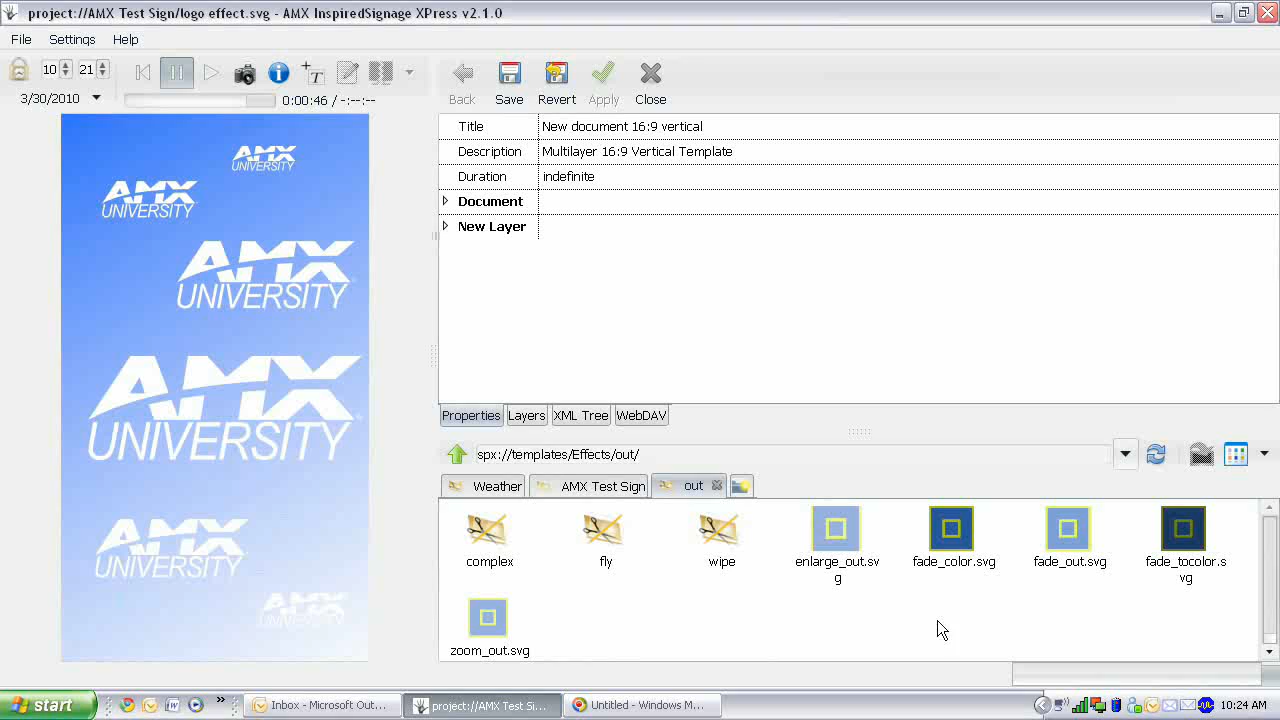 project://AMX Test Sign/logo effect.svg - AMX InspiredSignage XPress v2.1.0
File Settings Help
10 21
3/30/2010
0:00:46 / -:--:--
Back Save Revert Apply Close
AMX
UNIVERSITY
AMX
UNIVERSITY
AMX
UNIVERSITY
AMX
UNIVERSITY
AMX
UNIVERSITY
AMX
UNIVERSITY
Title New document 16:9 vertical
Description Multilayer 16:9 Vertical Template
Duration indefinite
Document
New Layer
Properties Layers XML Tree WebDAV
spx://templates/Effects/out/
Weather AMX Test Sign out
complex fly wipe enlarge_out.sv
g fade_color.svg fade_out.svg fade_tocolor.s
vg
zoom_out.svg
start Inbox - Microsoft Out... project://AMX Test Si... Untitled - Windows M... 10:24 AM